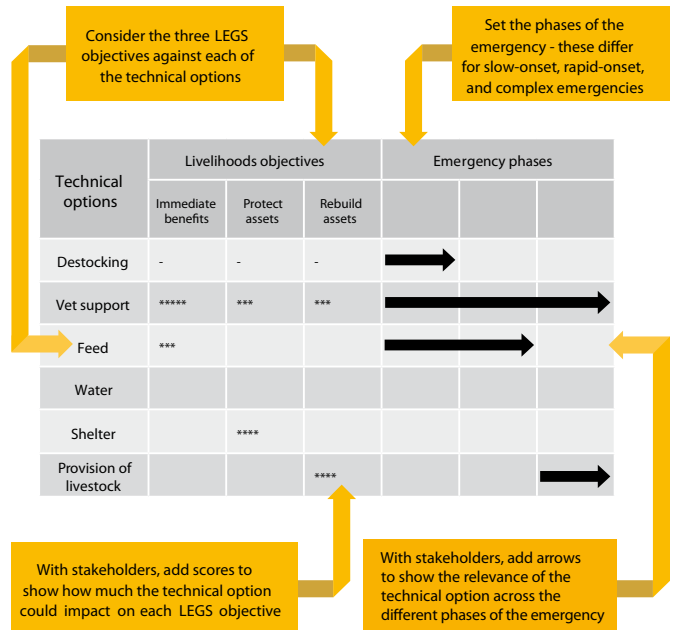 Consider the three LEGS
objectives against each of
the technical options
Set the phases of the
emergency - these differ
for slow-onset, rapid-onset,
and complex emergencies
Technical
options
Livelihoods objectives
Emergency phases
Immediate
benefits
Protect
assets
Rebuild
assets
Destocking - - -
Vet support ***** *** ***
Feed ***
Water
Shelter ****
Provision of
livestock ****
With stakeholders, add scores to
show how much the technical option
could impact on each LEGS objective
With stakeholders, add arrows
to show the relevance of the
technical option across the
different phases of the emergency